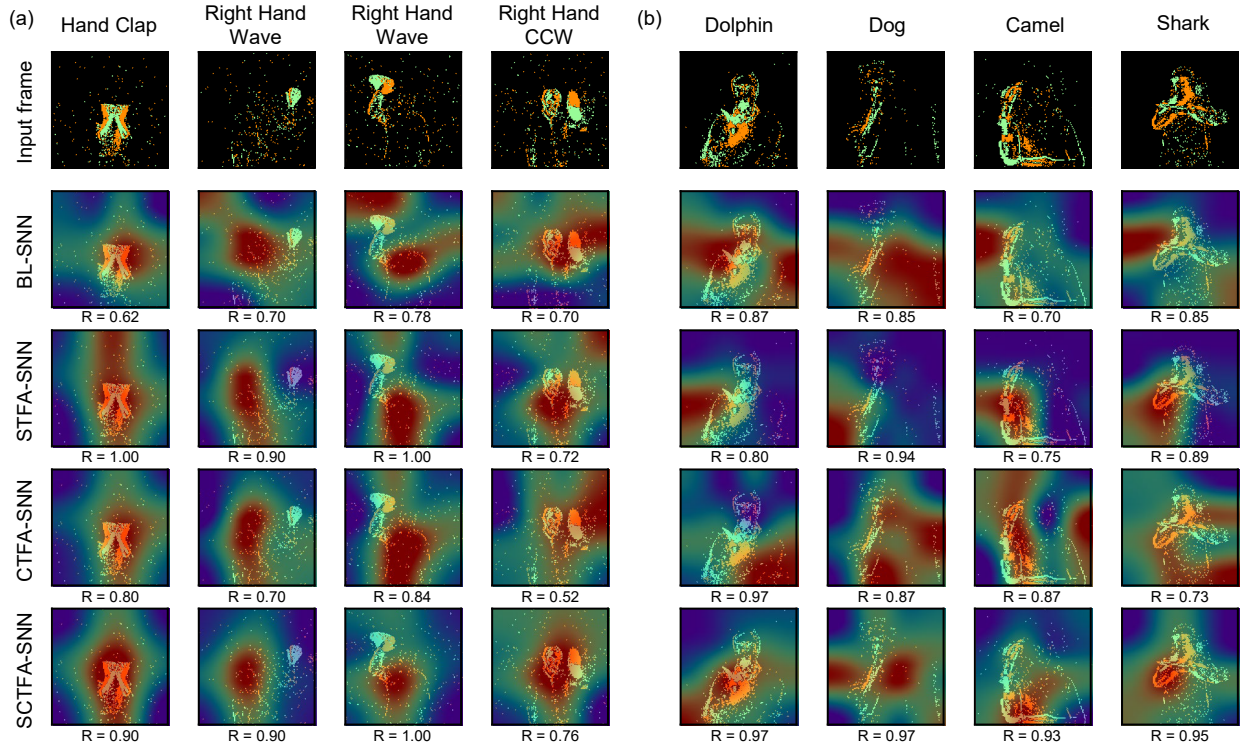 (a)
Hand Clap
Right Hand
Wave
Right Hand
Wave
Right Hand
CCW
(b)
Dolphin
Dog
Camel
Shark
Input frame
BL-SNN
R = 0.62
R = 0.70
R = 0.78
R = 0.70
R = 0.87
R = 0.85
R = 0.70
R = 0.85
STFA-SNN
R = 1.00
R = 0.90
R = 1.00
R = 0.72
R = 0.80
R = 0.94
R = 0.75
R = 0.89
CTFA-SNN
R = 0.80
R = 0.70
R = 0.84
R = 0.52
R = 0.97
R = 0.87
R = 0.87
R = 0.73
SCTFA-SNN
R = 0.90
R = 0.90
R = 1.00
R = 0.76
R = 0.97
R = 0.97
R = 0.93
R = 0.95